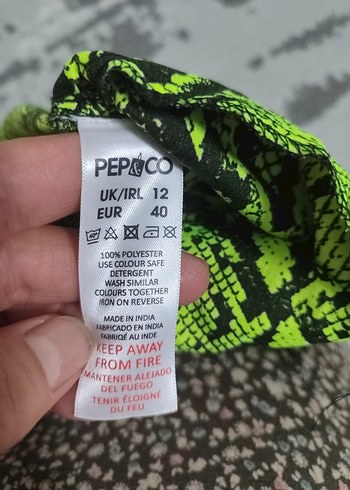 PEP&CO
UK/IRL 12
EUR 40
40°
100% POLYESTER
USE COLOUR SAFE
DETERGENT
WASH SIMILAR
COLOURS TOGETHER
IRON ON REVERSE
MADE IN INDIA
FABRICADO EN INDIA
FABRIQÉ AU INDE
KEEP AWAY
FROM FIRE
MANTENER ALEJADO
DEL FUEGO
TENIR ÉLOIGNÉ
DU FEU